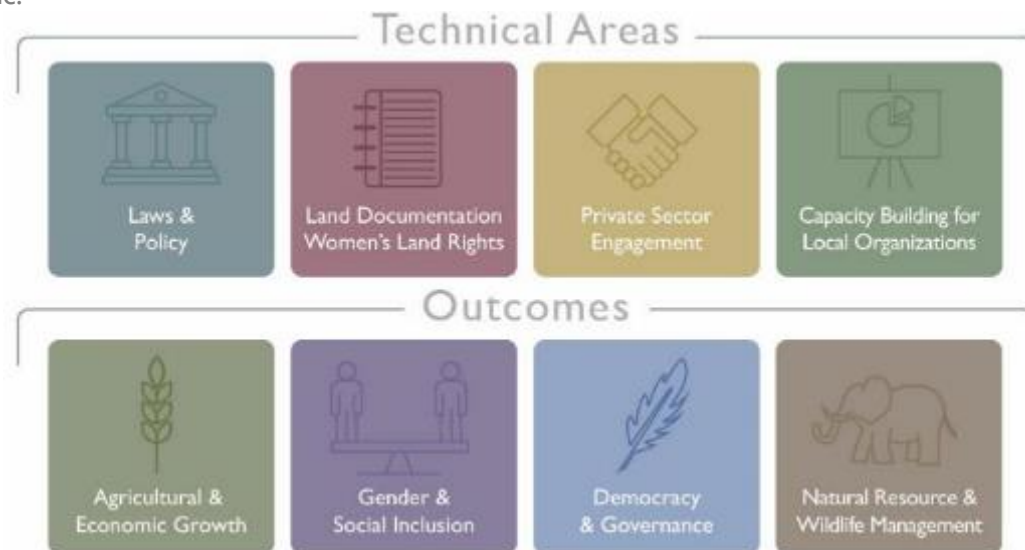 Technical Areas
Laws &
Policy
Land Documentation
Women's Land Rights
Private Sector
Engagement
Capacity Building for
Local Organizations
Outcomes
Agricultural &
Economic Growth
Gender &
Social Inclusion
Democracy
& Governance
Natural Resource &
Wildlife Management